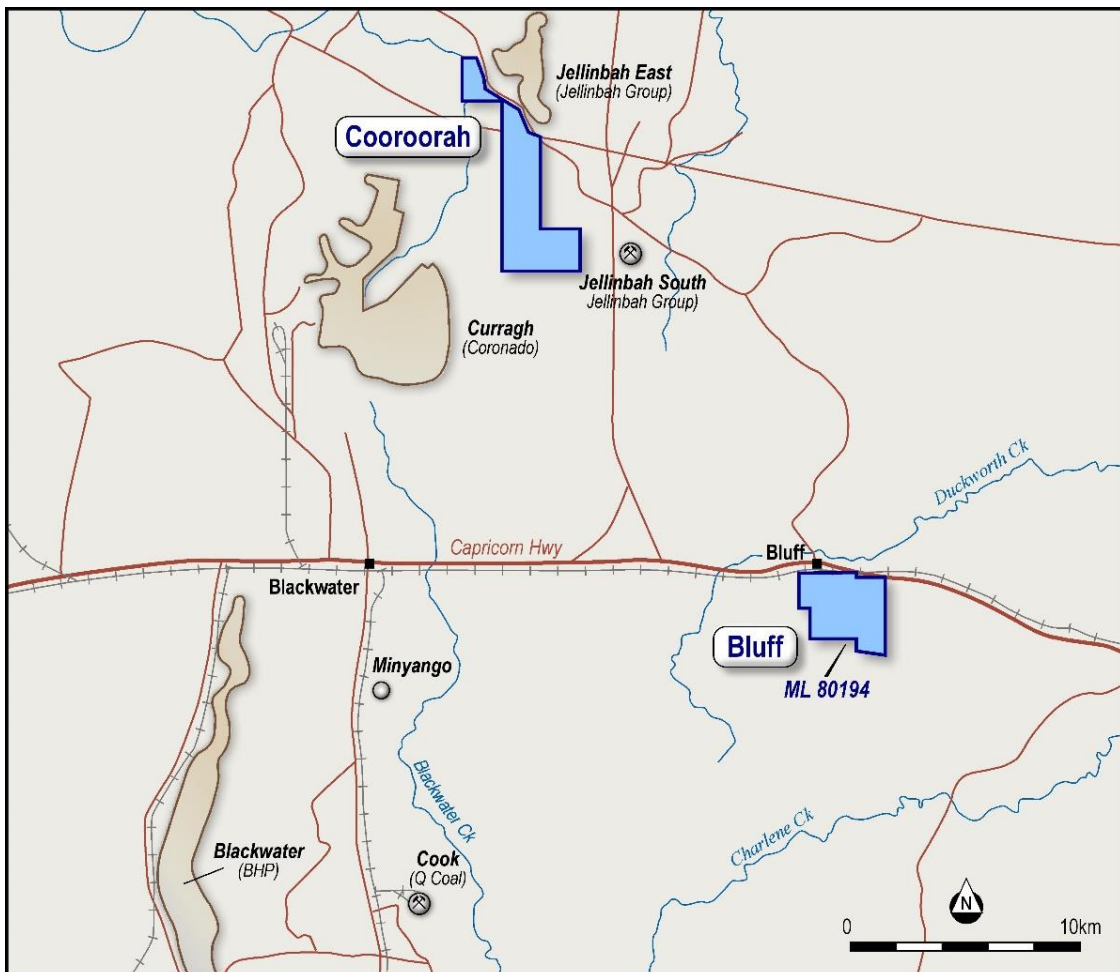 Jellinbah East
(Jellinbah Group)
Cooroorah
Jellinbah South
Jellinbah Group)
Curragh
(Coronado)
Duckworth Ck
Capricorn Hwy
Bluff
Blackwater
Bluff
Minyango
ML 80194
Blackwater Ck
Charlene Ck
Blackwater
(BHP)
Cook
(Q Coal)
N
0 10km